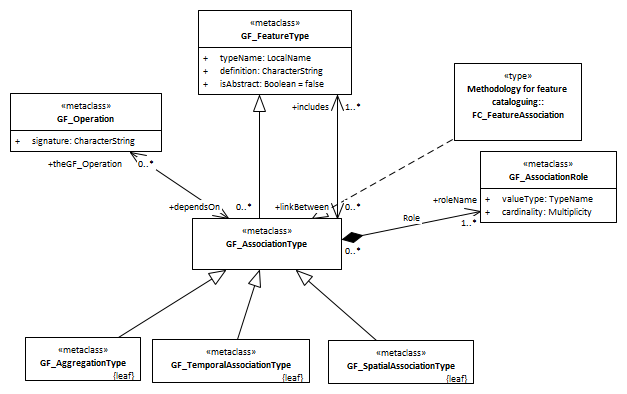 «metaclass»
GF_FeatureType
+ typeName: LocalName
+ definition: CharacterString
+ isAbstract: Boolean = false
«type»
Methodology for feature
cataloguing::
FC_FeatureAssociation
«metaclass»
GF_Operation
+ signature: CharacterString
+includes 1..*
+theGF_Operation 0..*
«metaclass»
GF_AssociationRole
+ valueType: TypeName
+ cardinality: Multiplicity
+dependsOn 0..*
+linkBetween 0..*
+roleName
Role
1..*
«metaclass»
GF_AssociationType
0..*
«metaclass»
GF_AggregationType
{leaf}
«metaclass»
GF_TemporalAssociationType
{leaf}
«metaclass»
GF_SpatialAssociationType
{leaf}